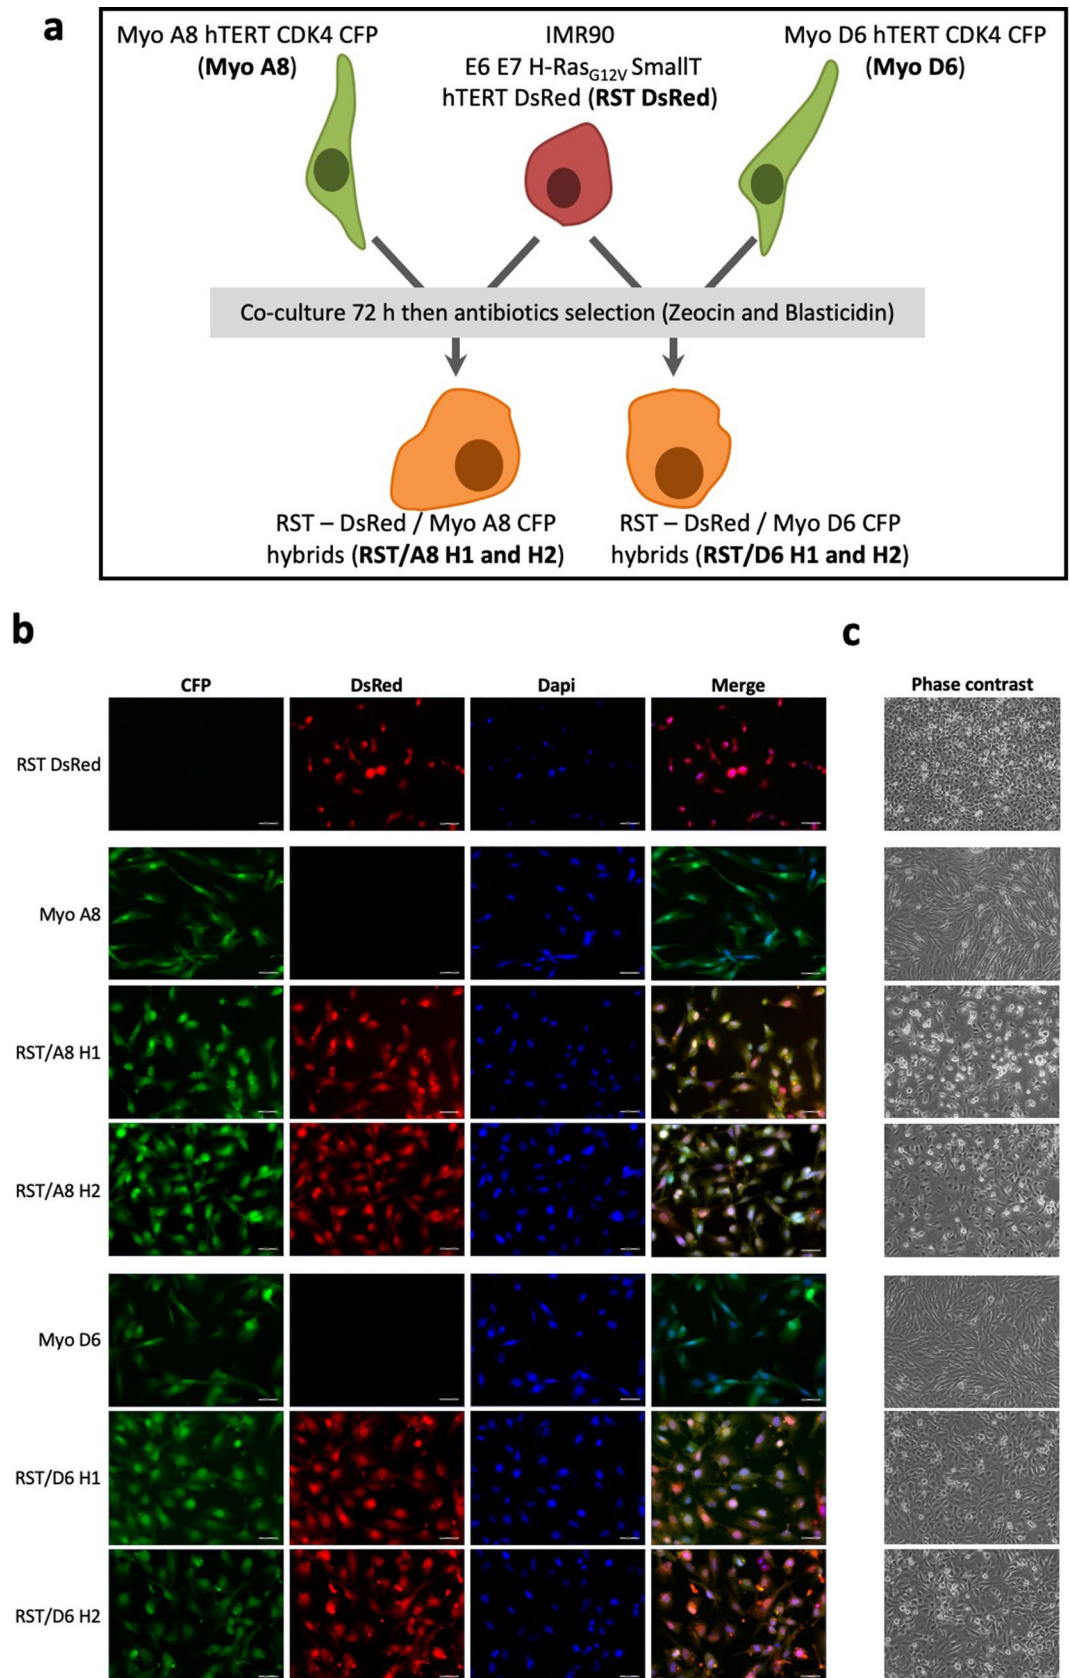 a
Myo A8 hTERT CDK4 CFP
(Myo A8)
IMR90
E6 E7 H-RasG12V SmallT
hTERT DsRed (RST DsRed)
Myo D6 hTERT CDK4 CFP
(Myo D6)
Co-culture 72 h then antibiotics selection (Zeocin and Blasticidin)
RST – DsRed / Myo A8 CFP
hybrids (RST/A8 H1 and H2)
RST – DsRed / Myo D6 CFP
hybrids (RST/D6 H1 and H2)
b
c
CFP DsRed Dapi Merge Phase contrast
RST DsRed
Myo A8
RST/A8 H1
RST/A8 H2
Myo D6
RST/D6 H1
RST/D6 H2